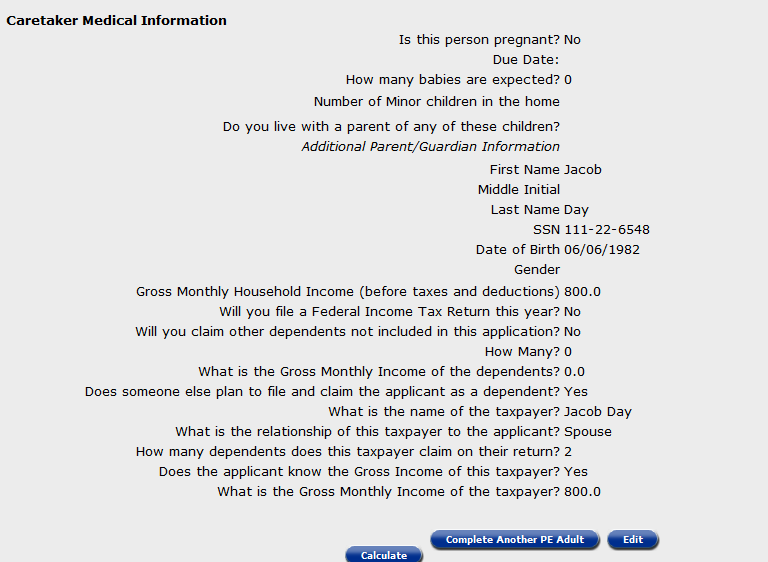 Caretaker Medical Information
Is this person pregnant? No
Due Date:
How many babies are expected? 0
Number of Minor children in the home
Do you live with a parent of any of these children?
Additional Parent/Guardian Information
First Name Jacob
Middle Initial
Last Name Day
SSN 111-22-6548
Date of Birth 06/06/1982
Gender
Gross Monthly Household Income (before taxes and deductions) 800.0
Will you file a Federal Income Tax Return this year? No
Will you claim other dependents not included in this application? No
How Many? 0
What is the Gross Monthly Income of the dependents? 0.0
Does someone else plan to file and claim the applicant as a dependent? Yes
What is the name of the taxpayer? Jacob Day
What is the relationship of this taxpayer to the applicant? Spouse
How many dependents does this taxpayer claim on their return? 2
Does the applicant know the Gross Income of this taxpayer? Yes
What is the Gross Monthly Income of the taxpayer? 800.0
Complete Another PE Adult Edit
Calculate